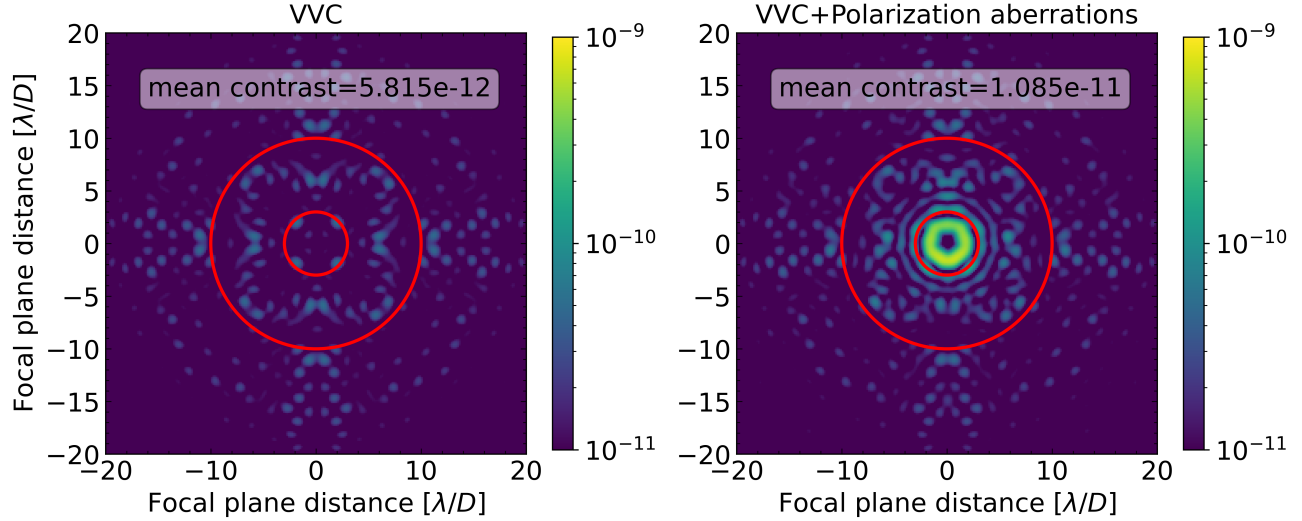 VVC
VVC+Polarization aberrations
mean contrast=5.815e-12
mean contrast=1.085e-11
Focal plane distance [λ/D]
20
15
10
5
0
−5
−10
−15
−20
−20 −10 0 10 20
Focal plane distance [λ/D]
10⁻⁹
10⁻¹⁰
10⁻¹¹
20
15
10
5
0
−5
−10
−15
−20
−20 −10 0 10 20
Focal plane distance [λ/D]
10⁻⁹
10⁻¹⁰
10⁻¹¹